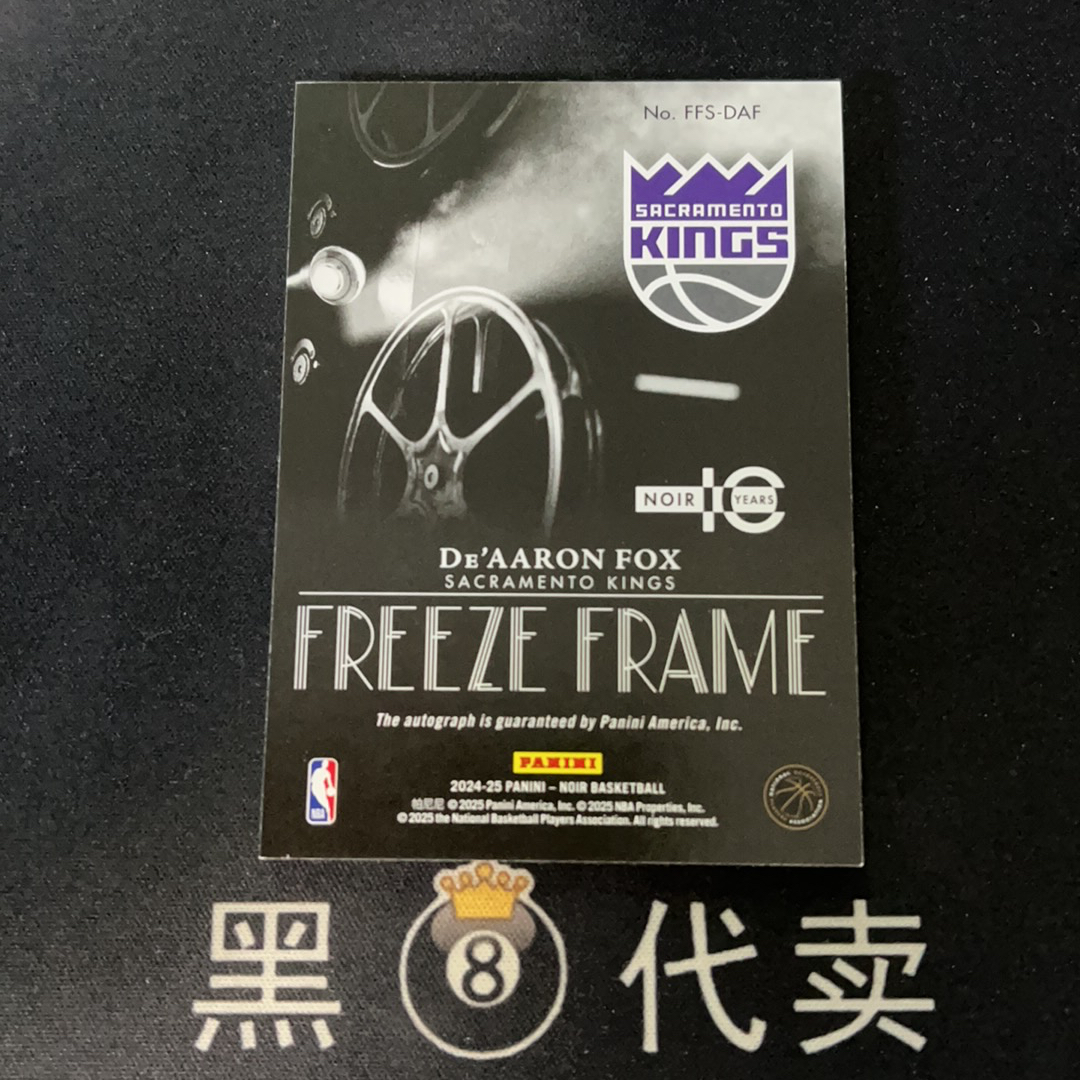 No. FFS-DAF
SACRAMENTO
KINGS
NOIR 10 YEARS
DE'AARON FOX
SACRAMENTO KINGS
FREEZE FRAME
The autograph is guaranteed by Panini America, Inc.
PANINI
2024-25 PANINI – NOIR BASKETBALL
帕尼尼 © 2025 Panini America, Inc. © 2025 NBA Properties, Inc.
© 2025 the National Basketball Players Association. All rights reserved.
NBA
黑 8 代卖